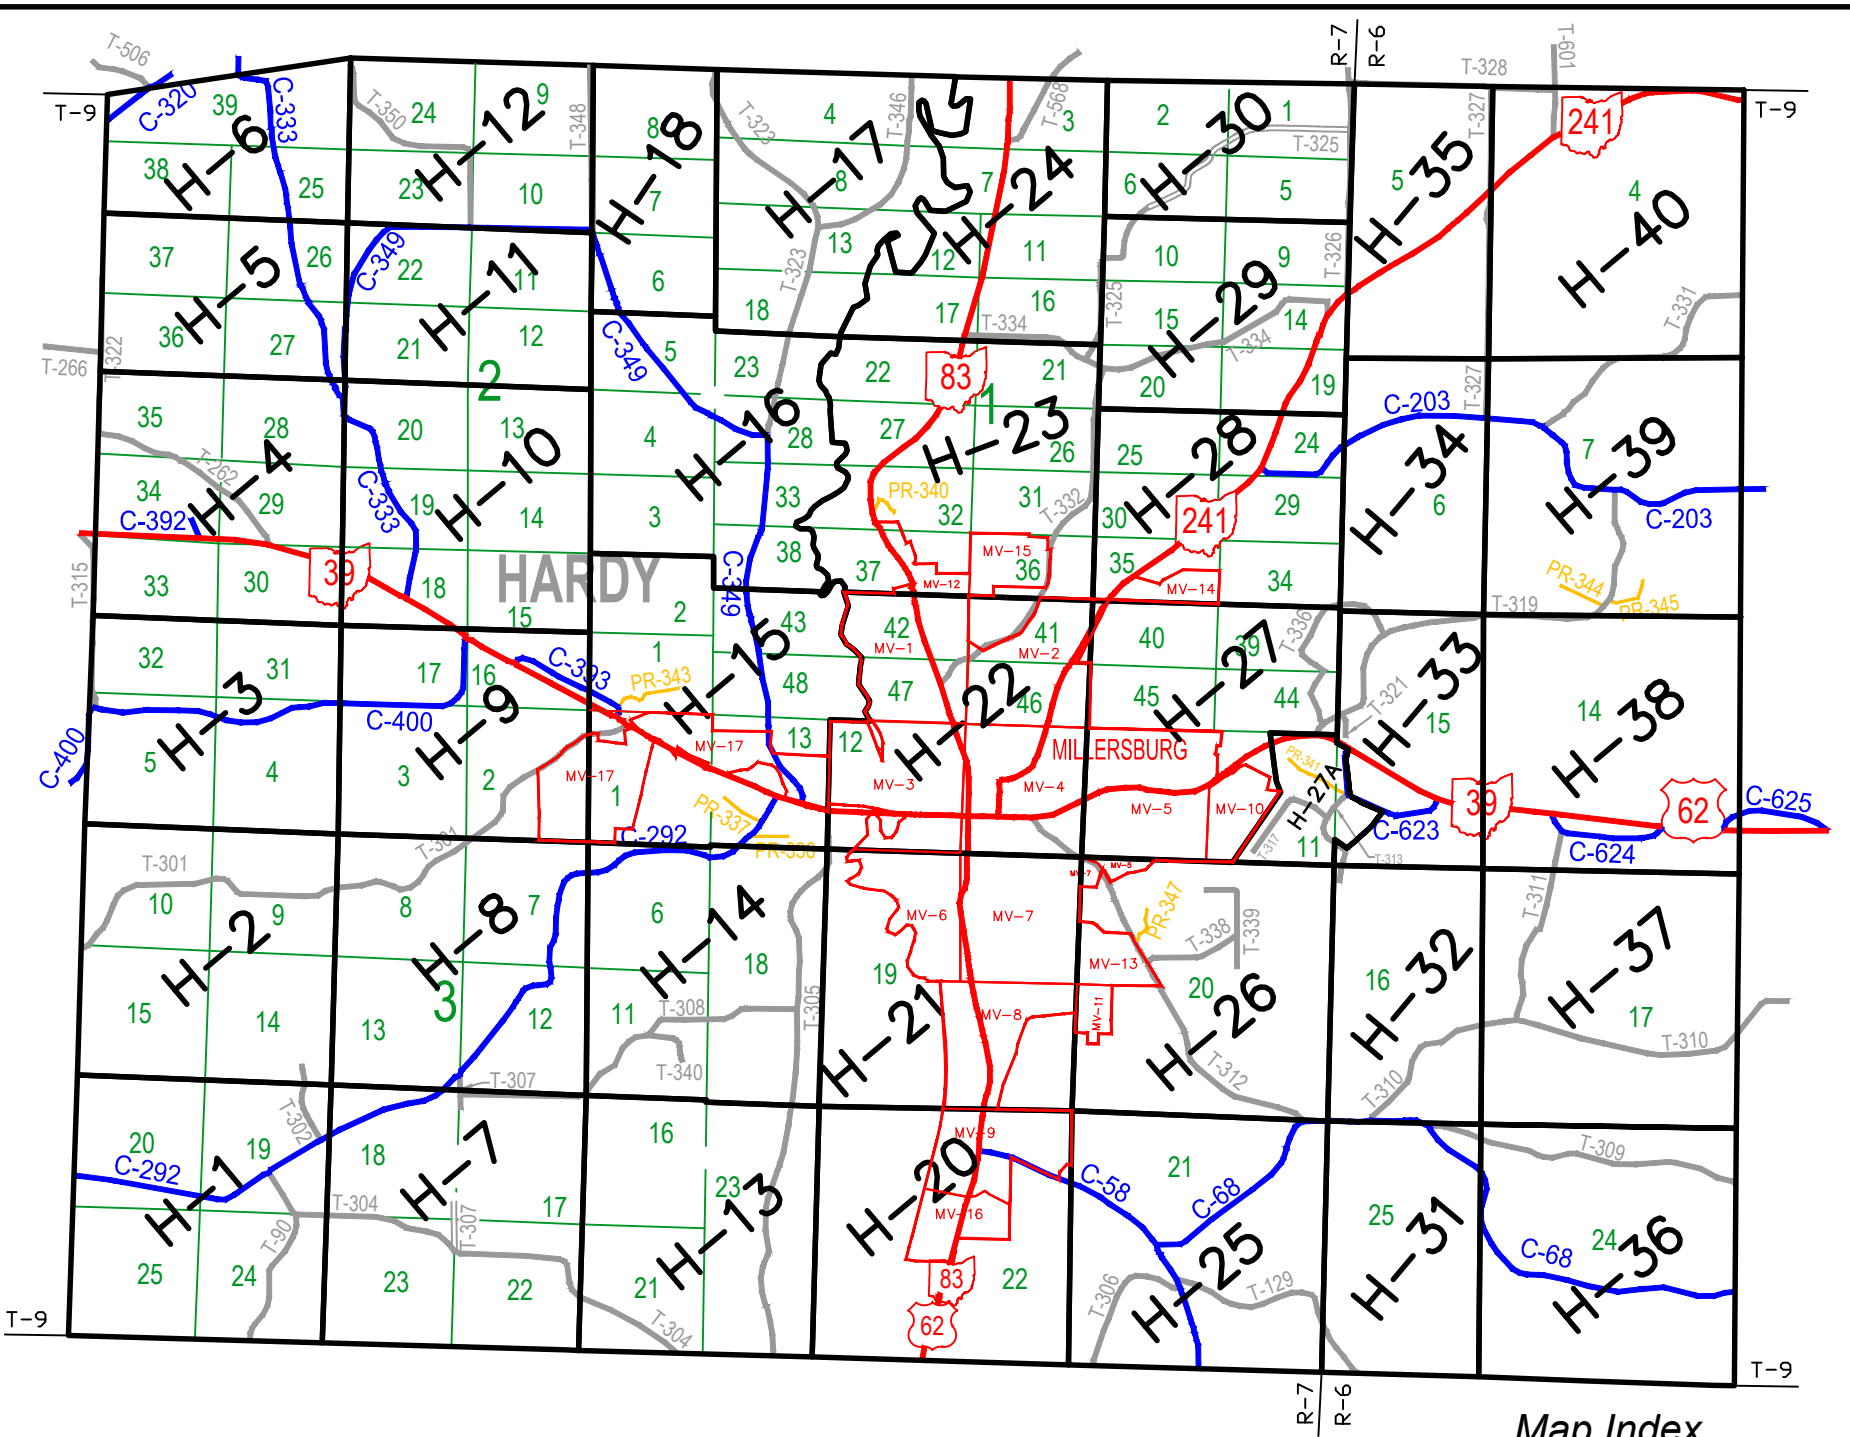 R-7
R-6
T-506
T-601
T-328
C-320
39
C-333
24
T-350
9
T-348
8
T-323
4
T-346
T-568
3
2
1
T-325
T-327
241
T-9
T-9
H-6
H-12
H-18
H-17
H-24
H-30
H-35
H-40
38
25
23
10
7
8
7
6
5
5
4
37
26
C-349
22
11
6
T-323
13
12
11
10
9
T-326
H-5
H-11
H-29
18
17
16
T-325
15
14
T-331
36
27
21
12
C-349
5
T-334
T-334
T-266
T-322
2
23
22
83
21
20
19
T-327
1
35
28
20
13
4
H-16
28
27
H-23
26
25
24
C-203
7
H-4
H-10
H-28
H-34
H-39
T-262
34
29
C-333
19
14
3
33
PR-340
32
31
T-332
30
241
29
6
C-203
C-392
39
38
MV-15
36
35
T-315
33
30
18
HARDY
C-349
37
MV-12
MV-14
34
PR-344
PR-345
15
2
T-319
32
31
17
16
C-393
1
H-15
43
42
MV-1
41
MV-2
40
39
T-336
H-27
H-33
PR-343
48
47
46
45
44
T-321
15
14
H-3
C-400
C-400
H-9
H-22
H-38
5
4
3
2
MV-17
MV-17
1
13
12
MILLERSBURG
MV-3
MV-4
MV-5
MV-10
PR-341
H-27A
39
62
C-625
C-623
C-624
PR-337
C-292
T-301
T-301
T-317
11
T-313
MV-5
MV-7
10
9
8
7
6
H-2
H-8
H-14
MV-6
MV-7
PR-347
T-338
T-339
T-311
H-32
H-37
18
19
MV-13
20
16
3
15
14
13
12
11
T-308
T-305
H-21
MV-8
MV-11
H-26
17
T-310
T-340
T-307
T-312
T-310
T-302
20
19
18
16
MV-9
21
T-309
C-292
H-1
H-7
H-13
H-20
C-58
C-68
25
H-31
24
H-36
C-68
T-304
T-307
17
23
MV-16
H-25
T-90
25
24
23
22
21
83
22
T-306
T-129
T-9
62
T-304
T-9
R-7
R-6
Map Index